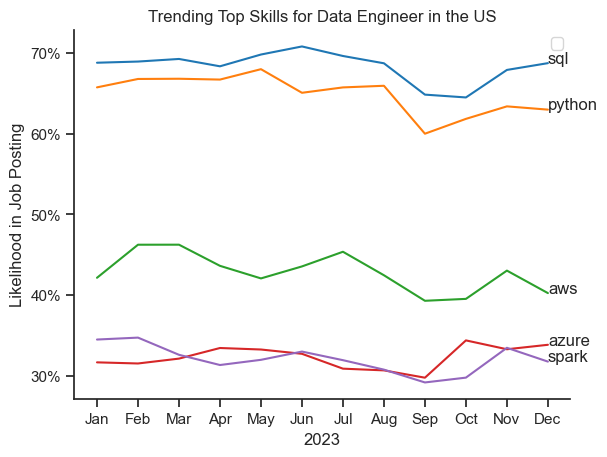 Trending Top Skills for Data Engineer in the US
70%
60%
50%
40%
30%
Likelihood in Job Posting
sql
python
aws
azure
spark
Jan Feb Mar Apr May Jun Jul Aug Sep Oct Nov Dec
2023